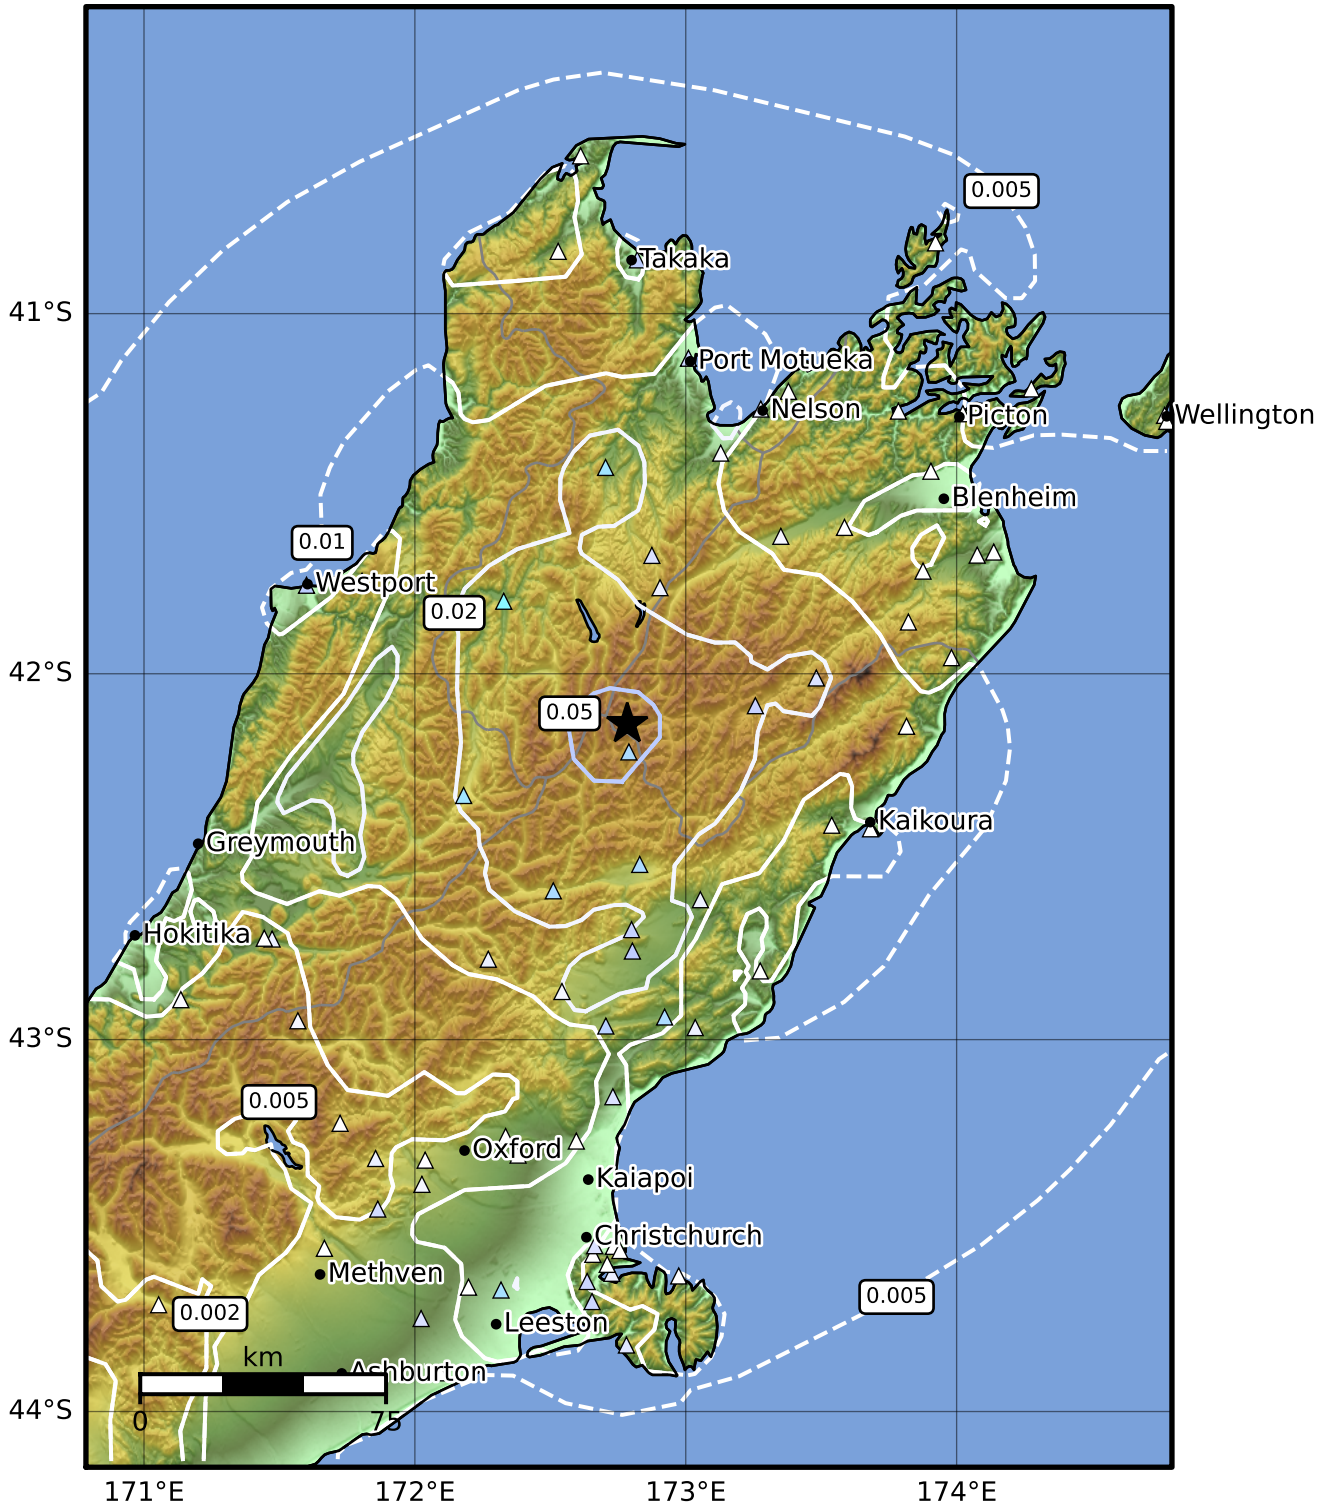 0.005
Takaka
41°S
Port Motueka
Nelson
Picton
Wellington
Blenheim
0.01
Westport
0.02
42°S
0.05
Kaikoura
Greymouth
Hokitika
43°S
0.005
Oxford
Kaiapoi
Christchurch
Methven
0.005
0.002
Leeston
km
Ashburton
44°S
0
75
171°E
172°E
173°E
174°E